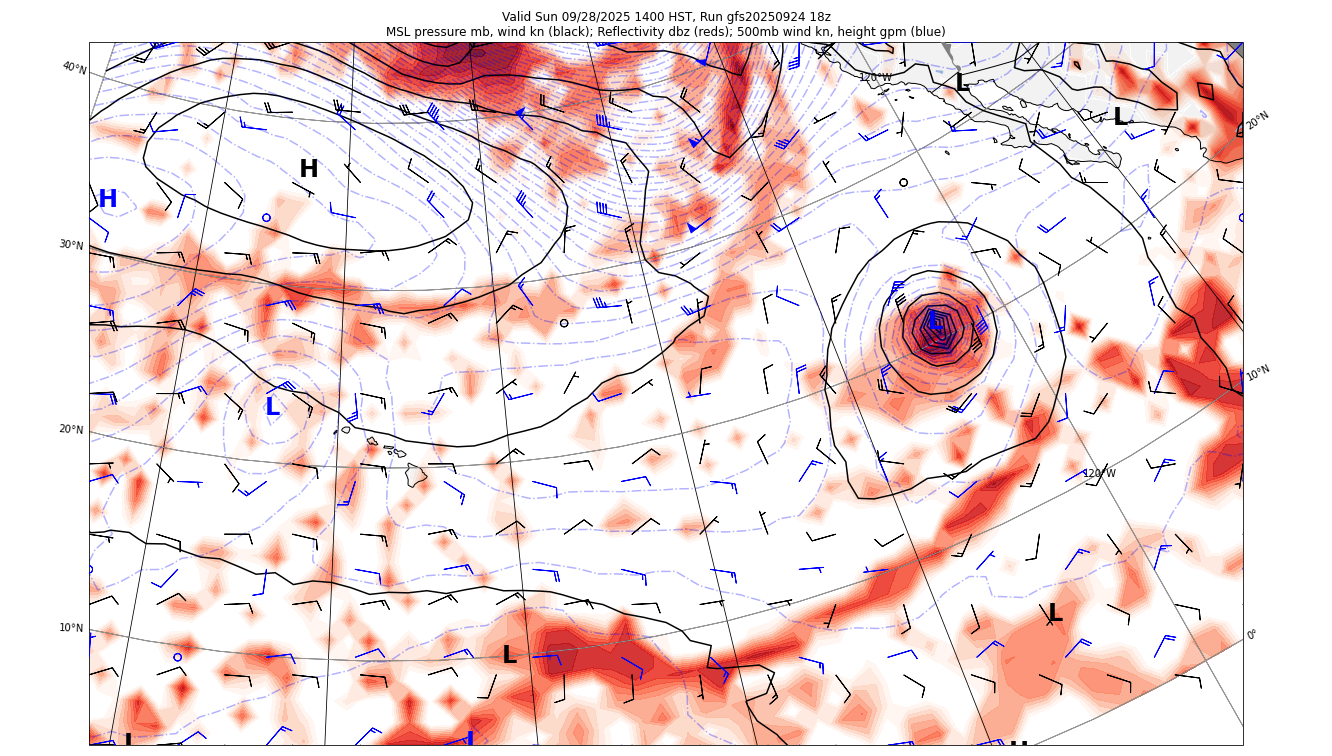 Valid Sun 09/28/2025 1400 HST, Run gfs20250924 18z
MSL pressure mb, wind kn (black); Reflectivity dbz (reds); 500mb wind kn, height gpm (blue)
40°N
120°W
L
L
20°N
H
H
30°N
L
10°N
L
20°N
120°W
10°N
L
L
0°
L
L
H